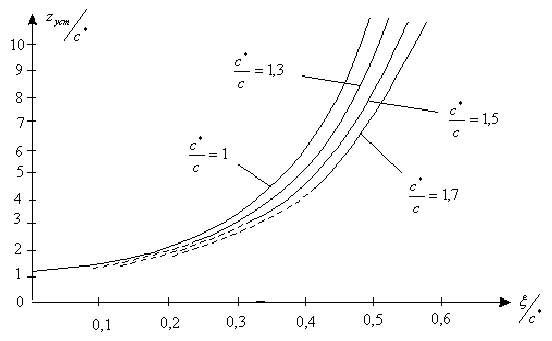 z уст / c*
10
9
8
7
6
5
4
3
2
1
0
c*/c = 1,3
c*/c = 1,5
c*/c = 1
c*/c = 1,7
0,1 0,2 0,3 0,4 0,5 0,6
ξ / c*